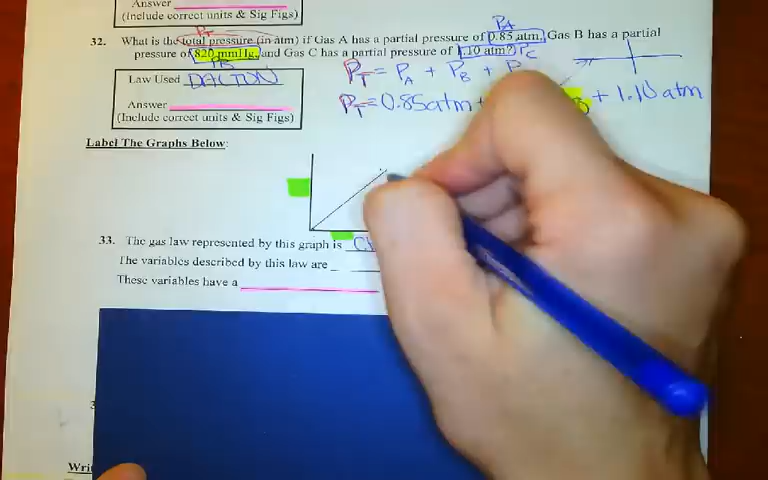 Answer
(Include correct units & Sig Figs)
PT PA
32. What is the total pressure (in atm) if Gas A has a partial pressure of 0.85 atm, Gas B has a partial
pressure of 820 mmHg, and Gas C has a partial pressure of 1.10 atm? PC
PB
Law Used DALTON
PT = PA + PB + P
Answer
PT = 0.85atm + + 1.10 atm
(Include correct units & Sig Figs)
Label The Graphs Below:
33. The gas law represented by this graph is
The variables described by this law are
These variables have a